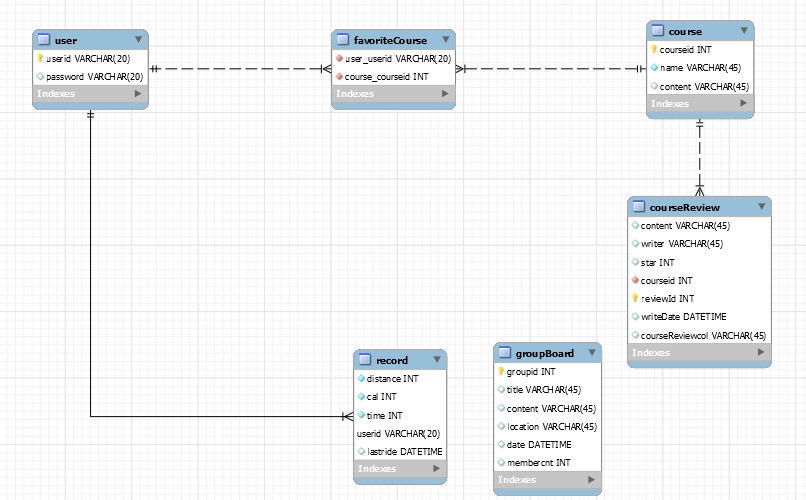 user
userid VARCHAR(20)
password VARCHAR(20)
Indexes
favoriteCourse
user_userid VARCHAR(20)
course_courseid INT
Indexes
course
courseid INT
name VARCHAR(45)
content VARCHAR(45)
Indexes
courseReview
content VARCHAR(45)
writer VARCHAR(45)
star INT
courseid INT
reviewId INT
writeDate DATETIME
courseReviewcol VARCHAR(45)
Indexes
record
distance INT
cal INT
time INT
userid VARCHAR(20)
lastride DATETIME
Indexes
groupBoard
groupid INT
title VARCHAR(45)
content VARCHAR(45)
location VARCHAR(45)
date DATETIME
membercnt INT
Indexes